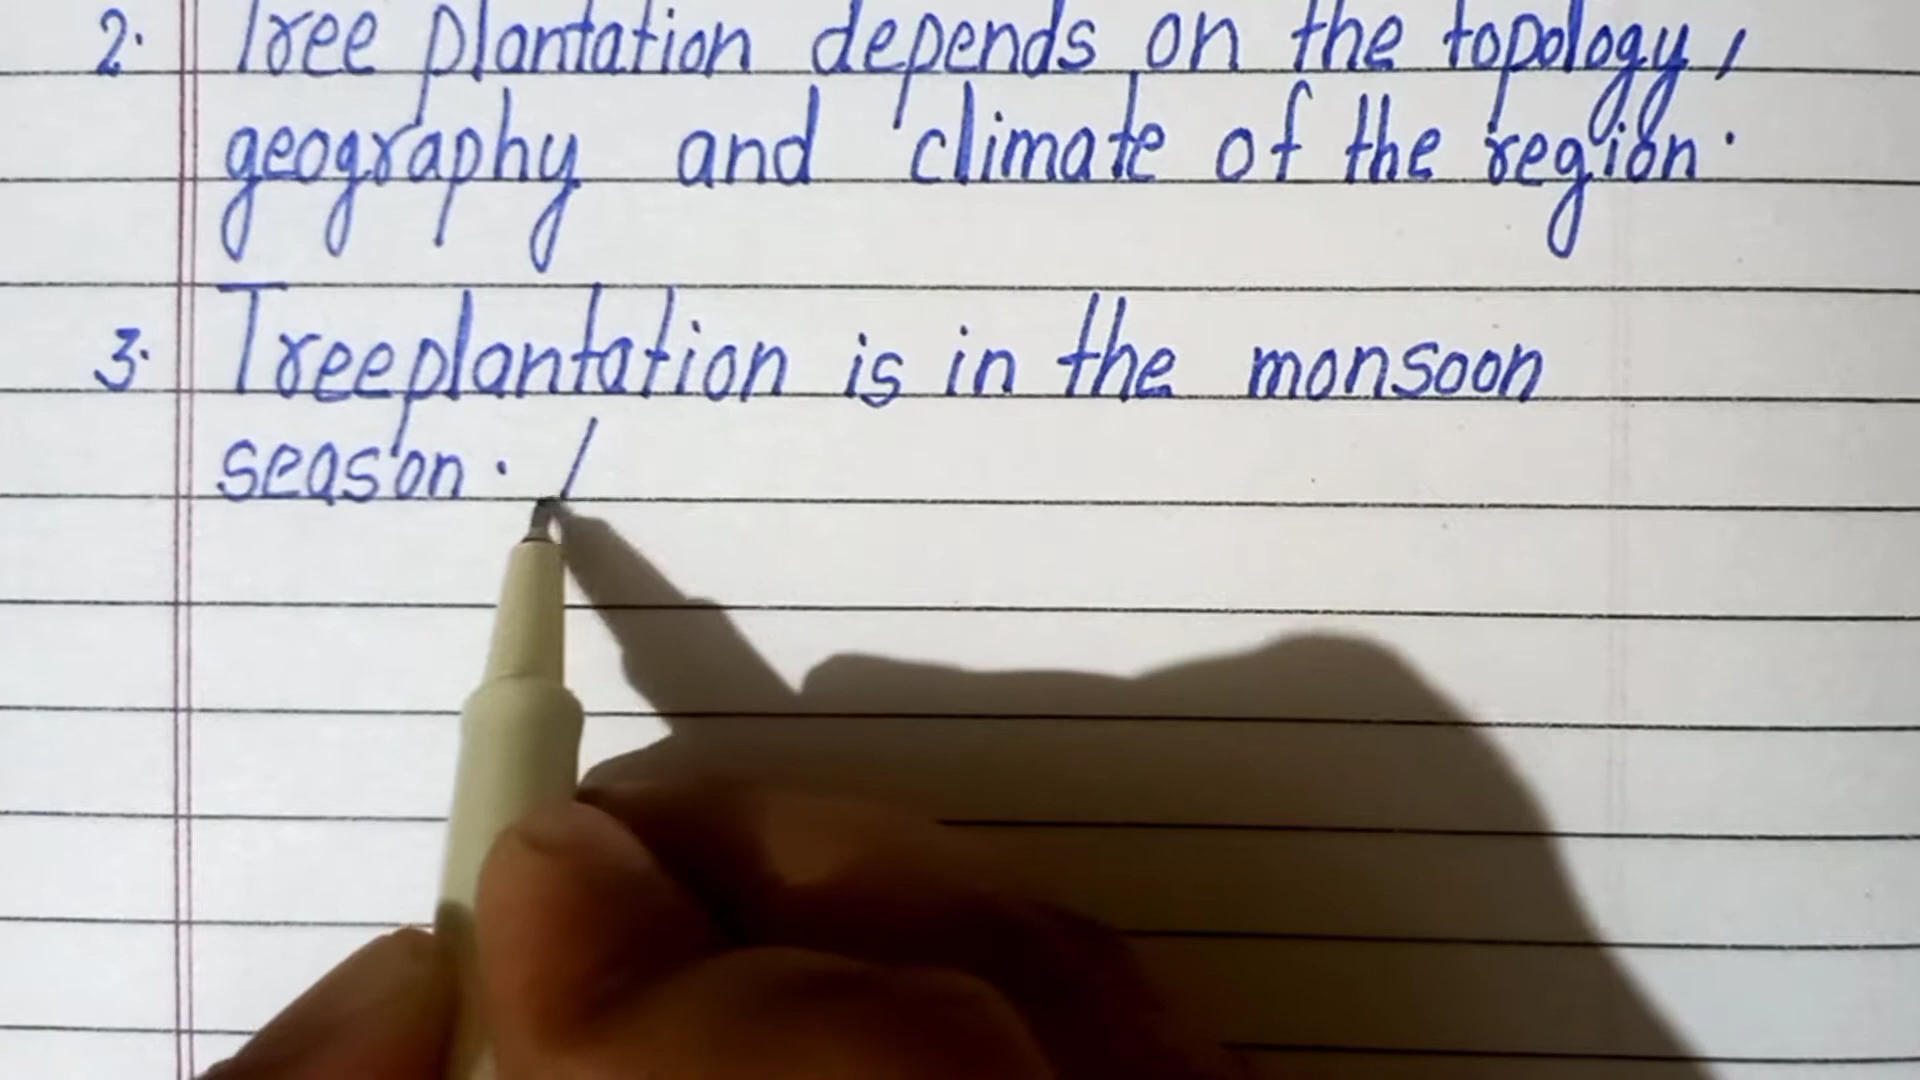 2. Tree plantation depends on the topology,
geography and climate of the region.
3. Treeplantation is in the monsoon
season. /